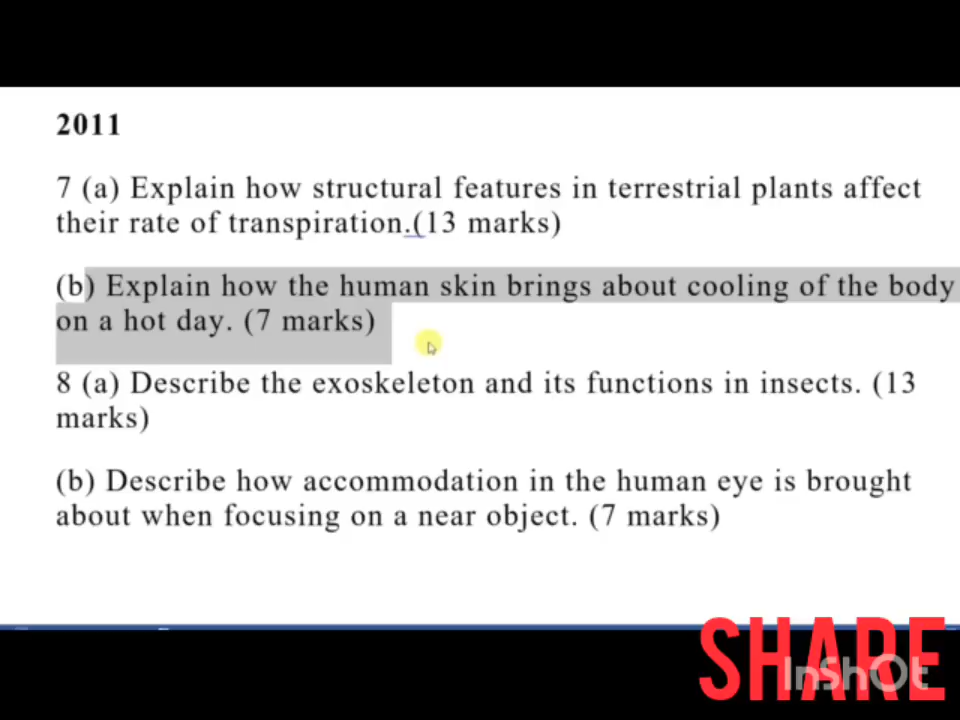 2011
7 (a) Explain how structural features in terrestrial plants affect
their rate of transpiration.(13 marks)
(b) Explain how the human skin brings about cooling of the body
on a hot day. (7 marks)
8 (a) Describe the exoskeleton and its functions in insects. (13
marks)
(b) Describe how accommodation in the human eye is brought
about when focusing on a near object. (7 marks)
SHARE
InShOt